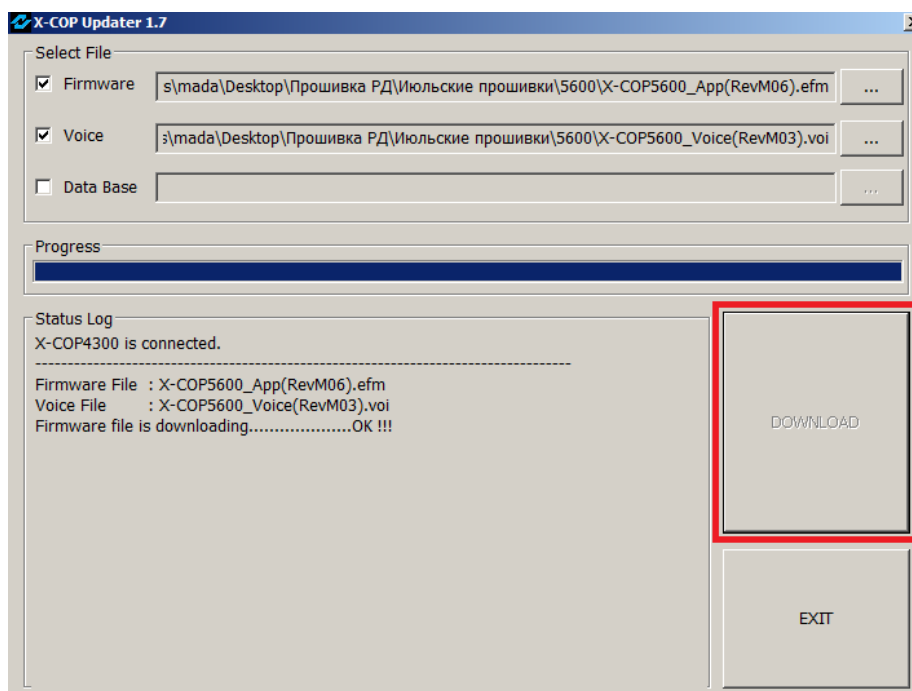 X-COP Updater 1.7
Select File
Firmware
s\mada\Desktop\Прошивка РД\Июльские прошивки\5600\X-COP5600_App(RevM06).efm
...
Voice
s\mada\Desktop\Прошивка РД\Июльские прошивки\5600\X-COP5600_Voice(RevM03).voi
...
Data Base
...
Progress
Status Log
X-COP4300 is connected.
--------------------------------------------------------------------------------------------
Firmware File : X-COP5600_App(RevM06).efm
Voice File : X-COP5600_Voice(RevM03).voi
Firmware file is downloading....................OK !!!
DOWNLOAD
EXIT